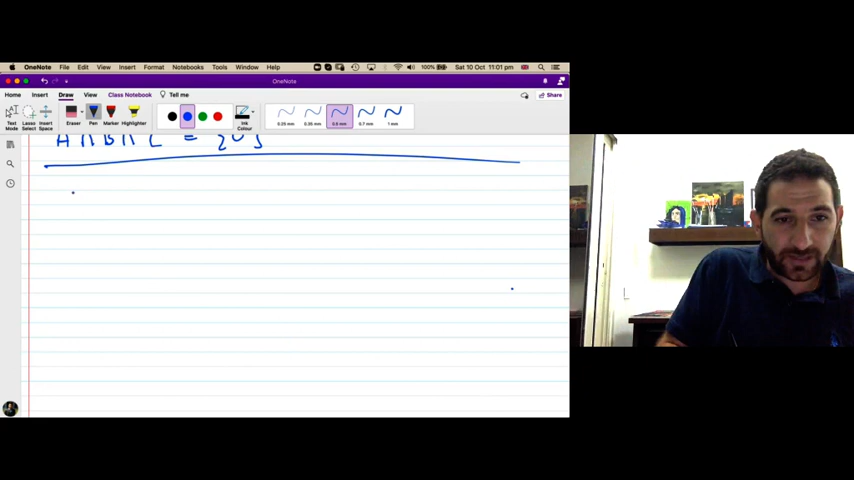 OneNote File Edit View Insert Format Notebooks Tools Window Help 100% Sat 10 Oct 11:01 pm
OneNote
Home Insert Draw View Class Notebook Tell me Share
Text Mode Lasso Select Insert Space Eraser Pen Marker Highlighter Ink Colour 0.25 mm 0.35 mm 0.5 mm 0.7 mm 1 mm
A ∩ B ∩ C =